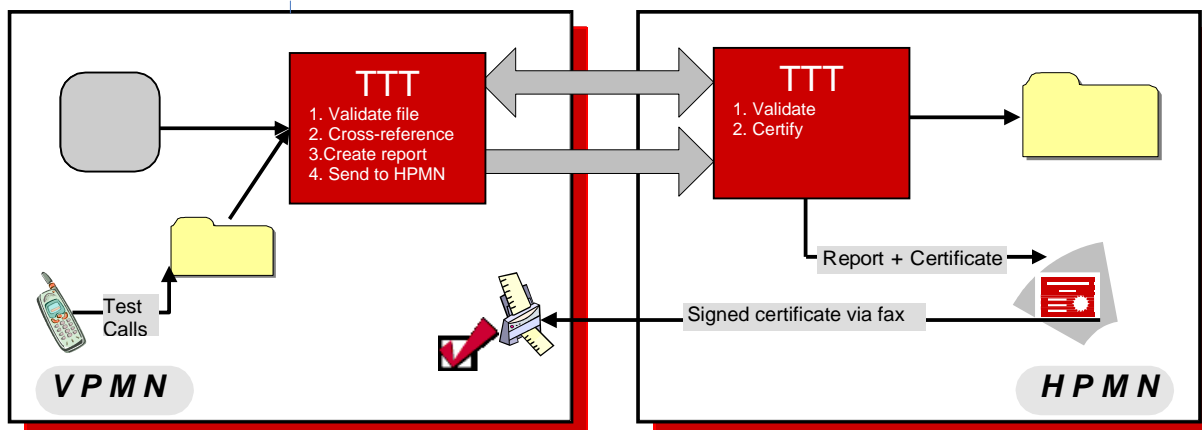 TTT
1. Validate file
2. Cross-reference
3.Create report
4. Send to HPMN
TTT
1. Validate
2. Certify
Test
Calls
Report + Certificate
Signed certificate via fax
V P M N
H P M N